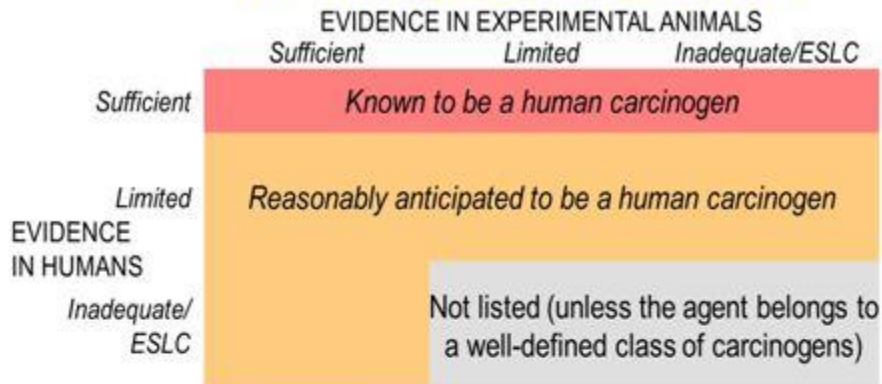 EVIDENCE IN EXPERIMENTAL ANIMALS
Sufficient Limited Inadequate/ESLC
Sufficient Known to be a human carcinogen
Limited Reasonably anticipated to be a human carcinogen
EVIDENCE
IN HUMANS
Inadequate/
ESLC
Not listed (unless the agent belongs to
a well-defined class of carcinogens)